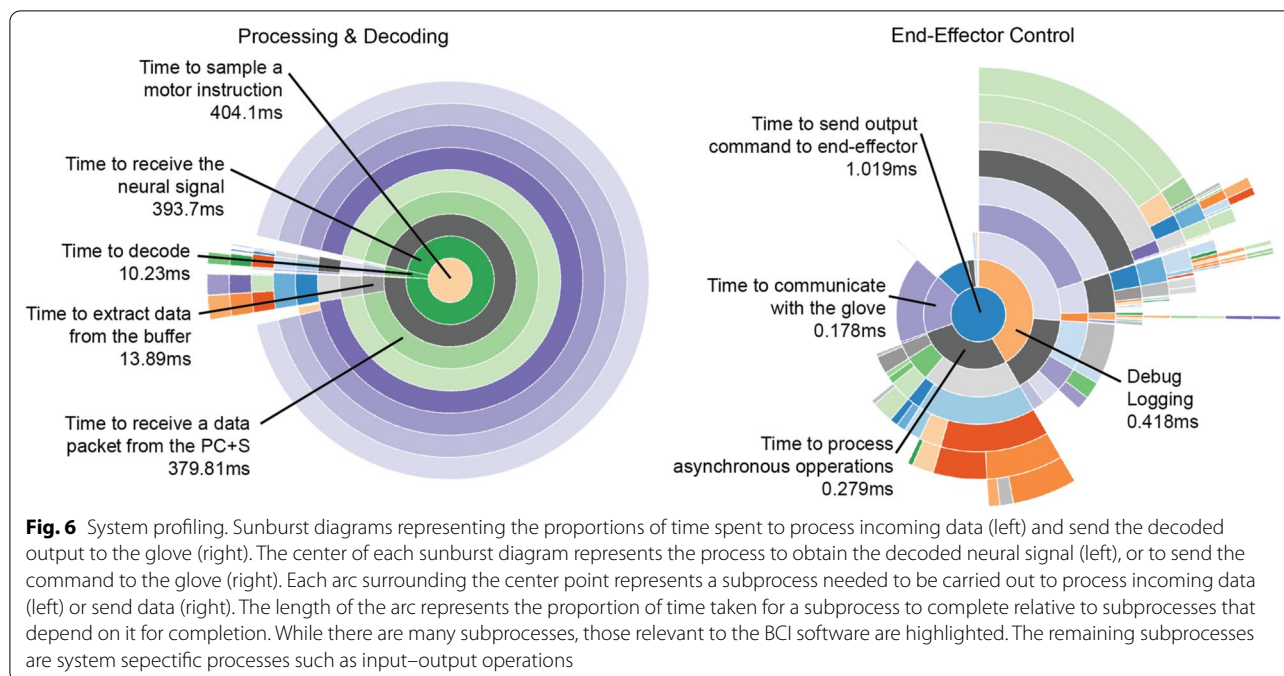 Processing & Decoding
Time to sample a
motor instruction
404.1ms
Time to receive the
neural signal
393.7ms
Time to decode
10.23ms
Time to extract data
from the buffer
13.89ms
Time to receive a data
packet from the PC+S
379.81ms
End-Effector Control
Time to send output
command to end-effector
1.019ms
Time to communicate
with the glove
0.178ms
Debug
Logging
0.418ms
Time to process
asynchronous opperations
0.279ms
Fig. 6 System profiling. Sunburst diagrams representing the proportions of time spent to process incoming data (left) and send the decoded
output to the glove (right). The center of each sunburst diagram represents the process to obtain the decoded neural signal (left), or to send the
command to the glove (right). Each arc surrounding the center point represents a subprocess needed to be carried out to process incoming data
(left) or send data (right). The length of the arc represents the proportion of time taken for a subprocess to complete relative to subprocesses that
depend on it for completion. While there are many subprocesses, those relevant to the BCI software are highlighted. The remaining subprocesses
are system sepectific processes such as input–output operations